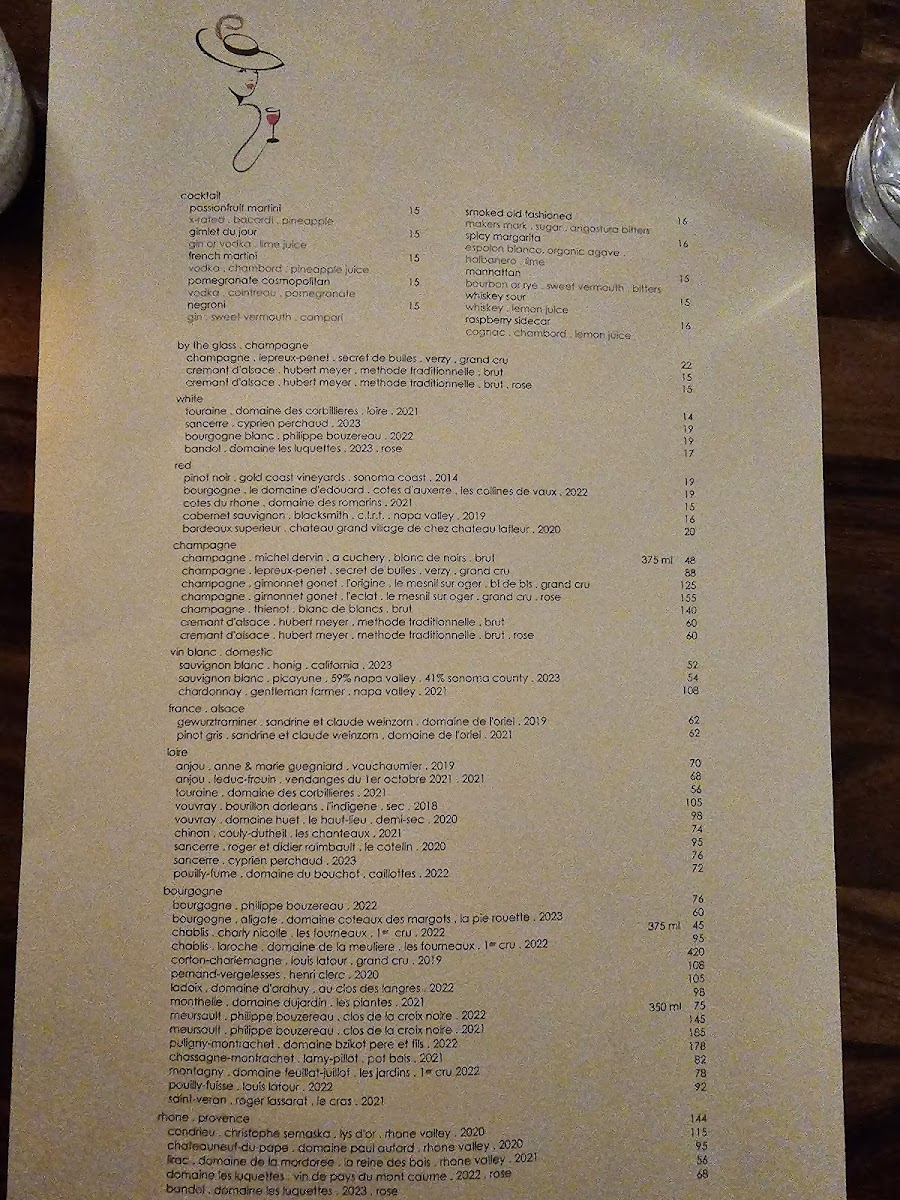 cocktail
passionfruit martini 15
x-rated . bacardi . pineapple
gimlet du jour 15
gin or vodka . lime juice
french martini 15
vodka . chambord . pineapple juice
pomegranate cosmopolitan 15
vodka . cointreau . pomegranate
negroni 15
gin . sweet vermouth . campari
smoked old fashioned 16
makers mark . sugar . angostura bitters
spicy margarita 16
espolon blanco. organic agave .
halbanero . lime
manhattan 15
bourbon or rye . sweet vermouth . bitters
whiskey sour 15
whiskey . lemon juice
raspberry sidecar 16
cognac . chambord . lemon juice
by the glass . champagne
champagne . lepreux-penet . secret de bulles . verzy . grand cru 22
cremant d'alsace . hubert meyer . methode traditionnelle . brut 15
cremant d'alsace . hubert meyer . methode traditionnelle . brut . rose 15
white
touraine . domaine des corbillieres . loire . 2021 14
sancerre . cyprien perchaud . 2023 19
bourgogne blanc . philippe bouzereau . 2022 19
bandol . domaine les luquettes . 2023 . rose 17
red
pinot noir . gold coast vineyards . sonoma coast . 2014 19
bourgogne . le domaine d'edouard . cotes d'auxerre . les collines de vaux . 2022 19
cotes du rhone . domaine des romarins . 2021 15
cabernet sauvignon . blacksmith . c.t.r.t. . napa valley . 2019 16
bordeaux superieur . chateau grand village de chez chateau lafleur . 2020 20
champagne
champagne . michel dervin . a cuchery . blanc de noirs . brut 375 ml 48
champagne . lepreux-penet . secret de bulles . verzy . grand cru 88
champagne . gimonnet gonet . l'origine . le mesnil sur oger . bl de bls . grand cru 125
champagne . gimonnet gonet . l'eclat . le mesnil sur oger . grand cru . rose 155
champagne . thienot . blanc de blancs . brut 140
cremant d'alsace . hubert meyer . methode traditionnelle . brut 60
cremant d'alsace . hubert meyer . methode traditionnelle . brut . rose 60
vin blanc . domestic
sauvignon blanc . honig . california . 2023 52
sauvignon blanc . picayune . 59% napa valley . 41% sonoma county . 2023 54
chardonnay . gentleman farmer . napa valley . 2021 108
france . alsace
gewurztraminer . sandrine et claude weinzorn . domaine de l'oriel . 2019 62
pinot gris . sandrine et claude weinzorn . domaine de l'oriel . 2021 62
loire
anjou . anne & marie guegniard . vauchaumier . 2019 70
anjou . leduc-frouin . vendanges du 1er octobre 2021 . 2021 68
touraine . domaine des corbillieres . 2021 56
vouvray . bourillon dorleans . l'indigene . sec . 2018 105
vouvray . domaine huet . le haut-lieu . demi-sec . 2020 98
chinon . couly-dutheil . les chanteaux . 2021 74
sancerre . roger et didier raimbault . le cotelin . 2020 95
sancerre . cyprien perchaud . 2023 76
pouilly-fume . domaine du bouchot . caillottes . 2022 72
bourgogne
bourgogne . philippe bouzereau . 2022 76
bourgogne . aligote . domaine coteaux des margots . la pie rouette . 2023 60
chablis . charly nicolle . les fourneaux . 1er cru . 2022 375 ml 45
chablis . laroche . domaine de la meuliere . les fourneaux . 1er cru . 2022 95
corton-charlemagne . louis latour . grand cru . 2019 420
pernand-vergelesses . henri clerc . 2020 108
ladoix . domaine d'ardhuy . au clos des langres . 2022 105
monthelie . domaine dujardin . les plantes . 2021 98
meursault . philippe bouzereau . clos de la croix noire . 2022 350 ml 75
meursault . philippe bouzereau . clos de la croix noire . 2021 145
puligny-montrachet . domaine bzikot pere et fils . 2022 185
chassagne-montrachet . lamy-pillot . pot bois . 2021 178
montagny . domaine feuillat-juillot . les jardins . 1er cru 2022 82
pouilly-fuisse . louis latour . 2022 78
saint-veran . roger lassarat . le cras . 2021 92
rhone . provence
condrieu . christophe semaska . lys d'or . rhone valley . 2020 144
chateauneuf-du-pape . domaine paul autard . rhone valley . 2020 115
lirac . domaine de la mordoree . la reine des bois . rhone valley . 2021 95
domaine les luquettes . vin de pays du mont caume . 2022 . rose 56
bandol . domaine les luquettes . 2023 . rose 68